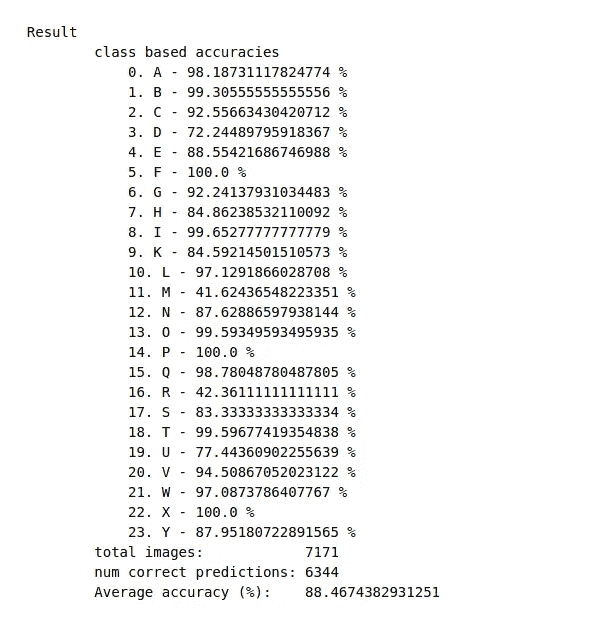 Result
class based accuracies
0. A - 98.18731117824774 %
1. B - 99.30555555555556 %
2. C - 92.55663430420712 %
3. D - 72.24489795918367 %
4. E - 88.55421686746988 %
5. F - 100.0 %
6. G - 92.24137931034483 %
7. H - 84.86238532110092 %
8. I - 99.65277777777779 %
9. K - 84.59214501510573 %
10. L - 97.1291866028708 %
11. M - 41.62436548223351 %
12. N - 87.62886597938144 %
13. O - 99.59349593495935 %
14. P - 100.0 %
15. Q - 98.78048780487805 %
16. R - 42.36111111111111 %
17. S - 83.33333333333334 %
18. T - 99.59677419354838 %
19. U - 77.44360902255639 %
20. V - 94.50867052023122 %
21. W - 97.0873786407767 %
22. X - 100.0 %
23. Y - 87.95180722891565 %
total images: 7171
num correct predictions: 6344
Average accuracy (%): 88.4674382931251